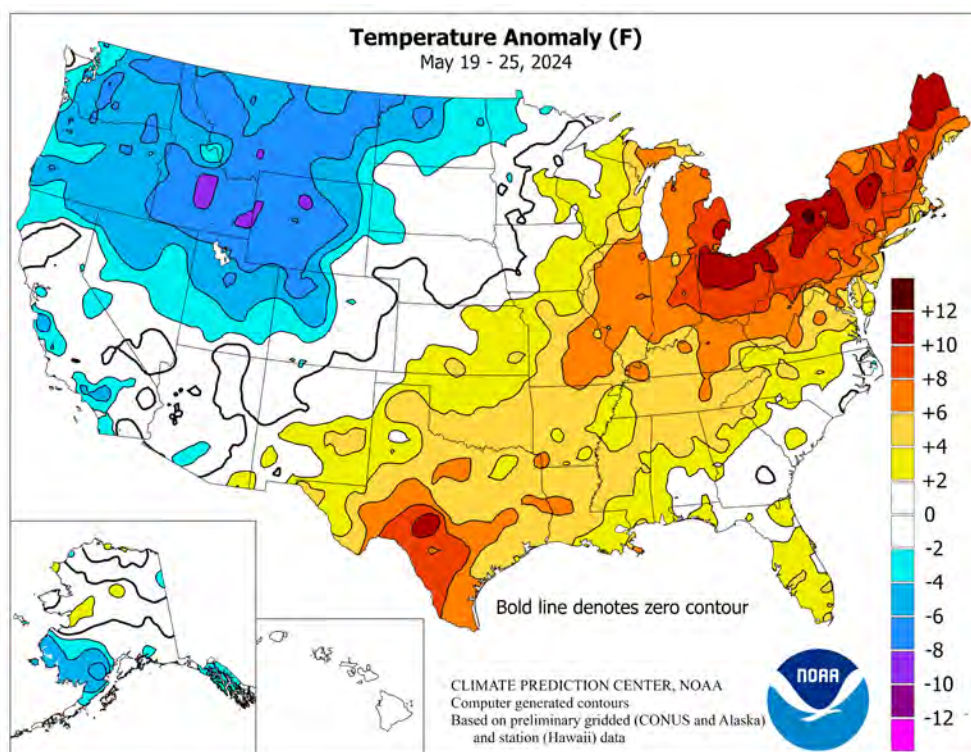 Temperature Anomaly (F)
May 19 - 25, 2024
+12
+10
+8
+6
+4
+2
0
-2
-4
-6
-8
-10
-12
Bold line denotes zero contour
CLIMATE PREDICTION CENTER, NOAA
Computer generated contours
Based on preliminary gridded (CONUS and Alaska)
and station (Hawaii) data
NOAA